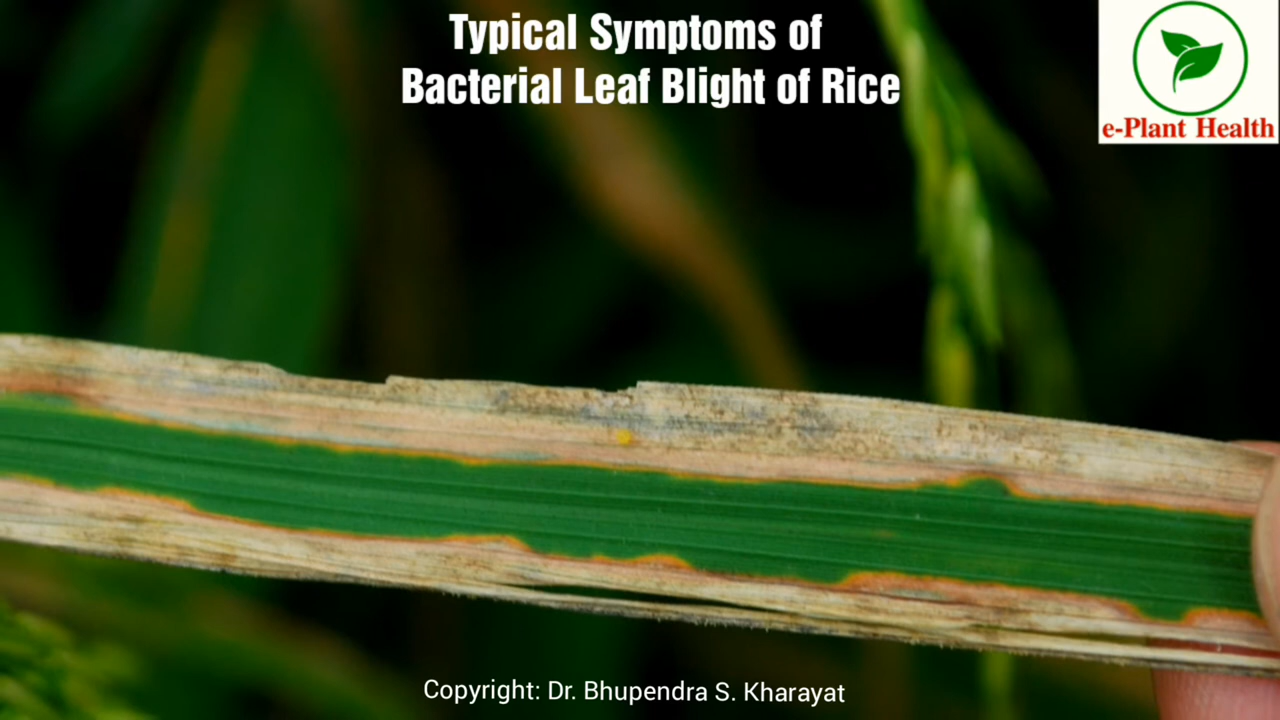 Typical Symptoms of
Bacterial Leaf Blight of Rice
e-Plant Health
Copyright: Dr. Bhupendra S. Kharayat